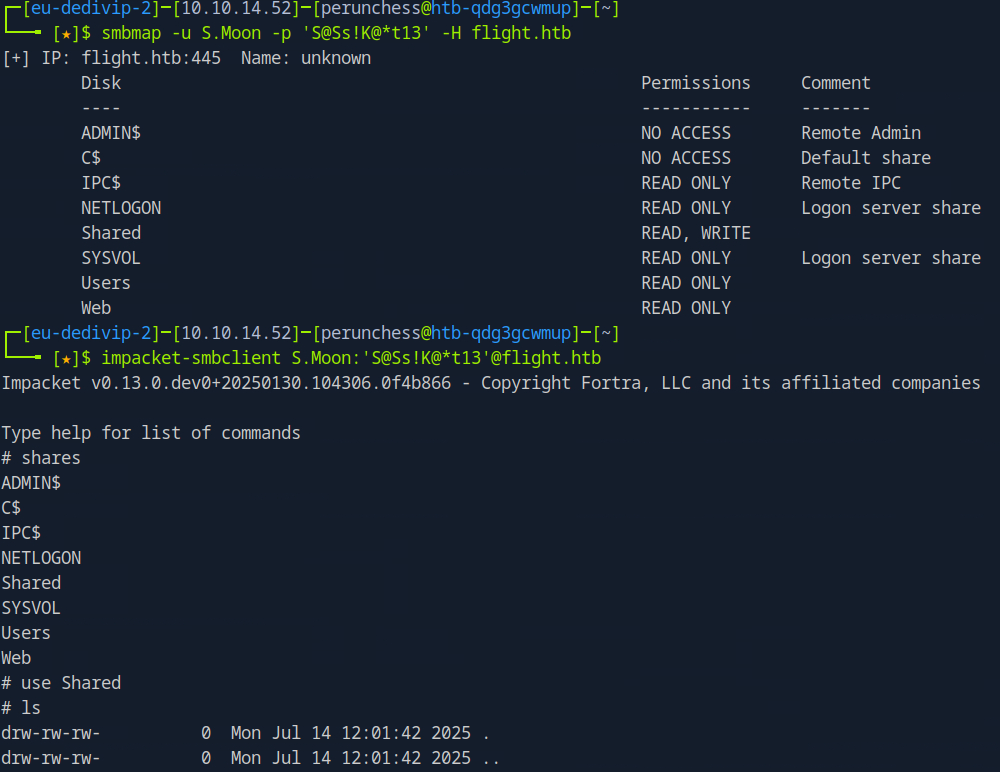 ┌─[eu-dedivip-2]─[10.10.14.52]─[perunchess@htb-qdg3gcwmup]─[~]
└──╼ [★]$ smbmap -u S.Moon -p 'S@Ss!K@*t13' -H flight.htb
[+] IP: flight.htb:445  Name: unknown
        Disk                                                    Permissions     Comment
        ----                                                    -----------     -------
        ADMIN$                                                  NO ACCESS       Remote Admin
        C$                                                      NO ACCESS       Default share
        IPC$                                                    READ ONLY       Remote IPC
        NETLOGON                                                READ ONLY       Logon server share
        Shared                                                  READ, WRITE
        SYSVOL                                                  READ ONLY       Logon server share
        Users                                                   READ ONLY
        Web                                                     READ ONLY
┌─[eu-dedivip-2]─[10.10.14.52]─[perunchess@htb-qdg3gcwmup]─[~]
└──╼ [★]$ impacket-smbclient S.Moon:'S@Ss!K@*t13'@flight.htb
Impacket v0.13.0.dev0+20250130.104306.0f4b866 - Copyright Fortra, LLC and its affiliated companies

Type help for list of commands
# shares
ADMIN$
C$
IPC$
NETLOGON
Shared
SYSVOL
Users
Web
# use Shared
# ls
drw-rw-rw-          0  Mon Jul 14 12:01:42 2025 .
drw-rw-rw-          0  Mon Jul 14 12:01:42 2025 ..